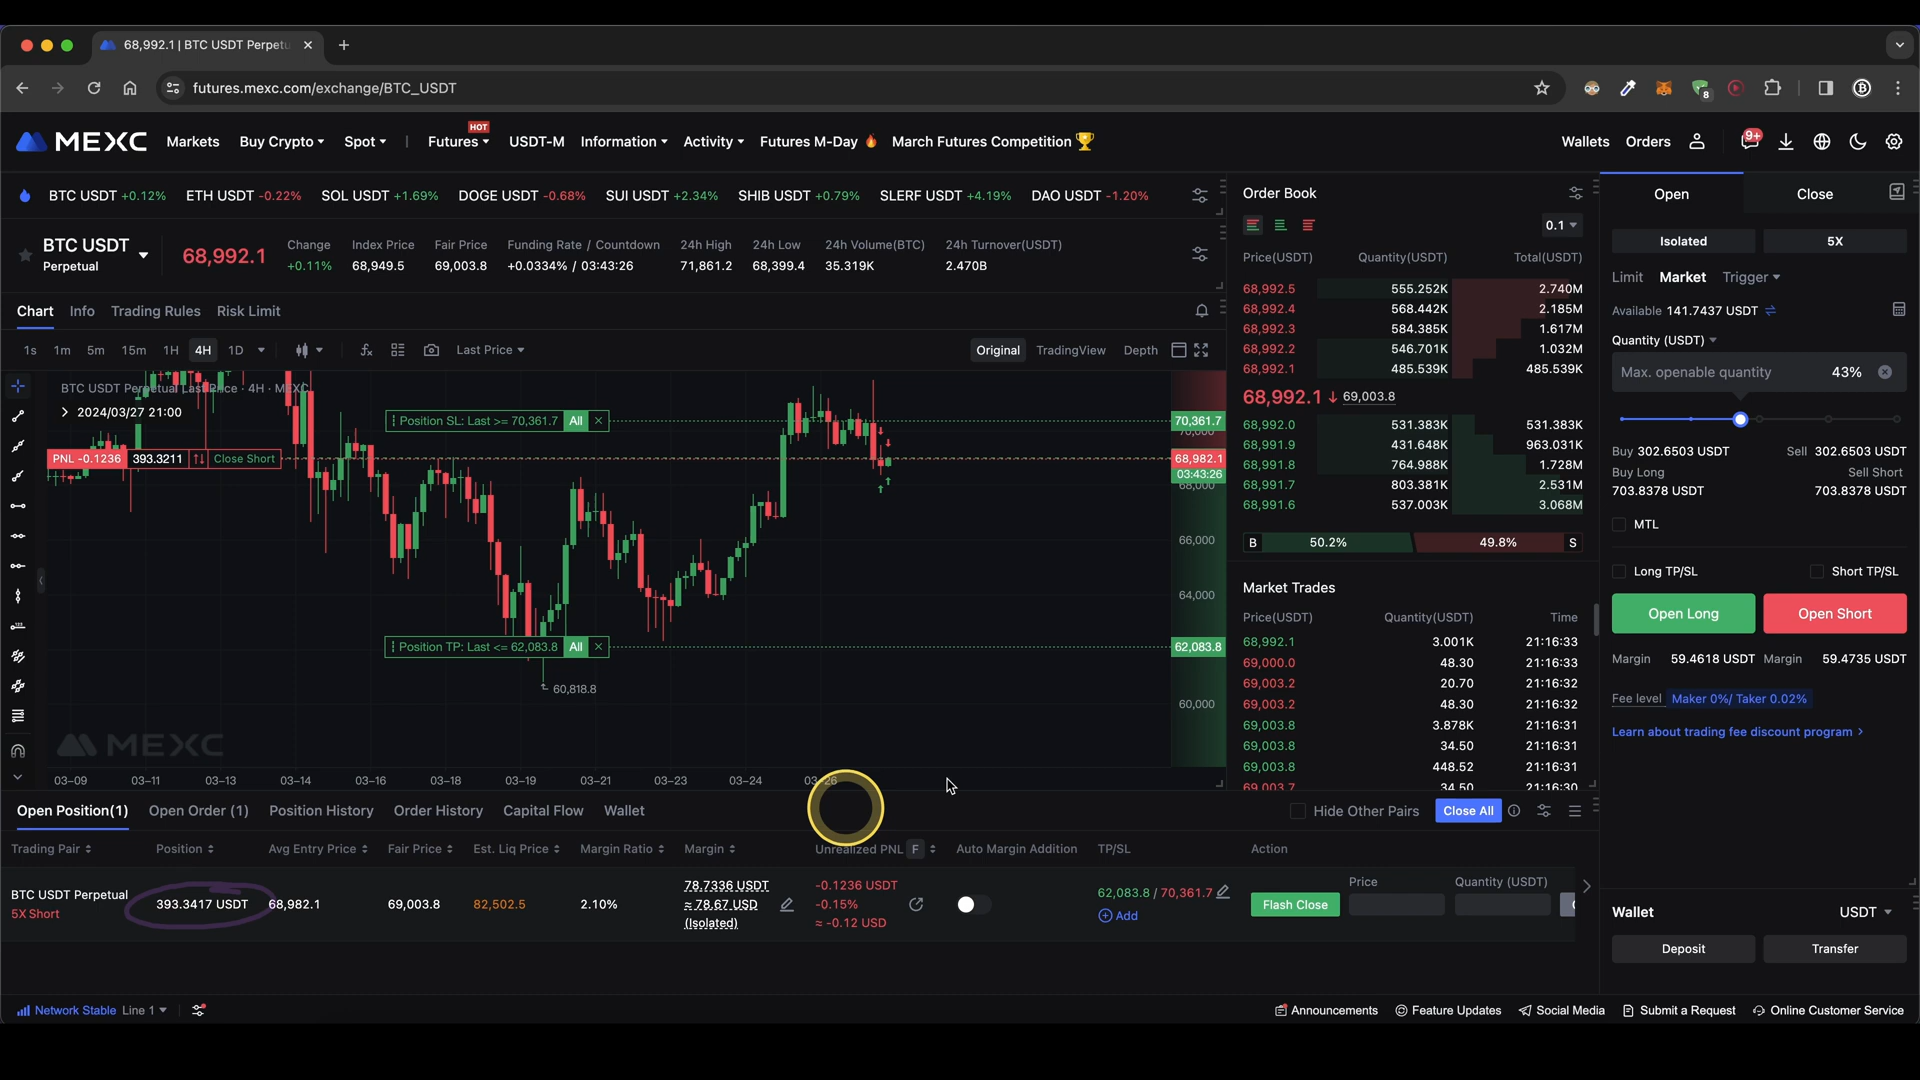 68,992.1 | BTC USDT Perpetu
futures.mexc.com/exchange/BTC_USDT
8
MEXC Markets Buy Crypto Spot | Futures HOT USDT-M Information Activity Futures M-Day March Futures Competition Wallets Orders 9+
BTC USDT +0.12% ETH USDT -0.22% SOL USDT +1.69% DOGE USDT -0.68% SUI USDT +2.34% SHIB USDT +0.79% SLERF USDT +4.19% DAO USDT -1.20%
BTC USDT
Perpetual
68,992.1
Change Index Price Fair Price Funding Rate / Countdown 24h High 24h Low 24h Volume(BTC) 24h Turnover(USDT)
+0.11% 68,949.5 69,003.8 +0.0334% / 03:43:26 71,861.2 68,399.4 35.319K 2.470B
Chart Info Trading Rules Risk Limit
1s 1m 5m 15m 1H 4H 1D Last Price Original TradingView Depth
BTC USDT Perpetual Last Price · 4H · MEXC
2024/03/27 21:00
Position SL: Last >= 70,361.7 All ×
70,361.7
70,000
PNL -0.1236 393.3211 Close Short
68,982.1
03:43:26
68,000
66,000
64,000
Position TP: Last <= 62,083.8 All ×
62,083.8
60,818.8
60,000
MEXC
03-09 03-11 03-13 03-14 03-16 03-18 03-19 03-21 03-23 03-24 03-26
Order Book
0.1
Price(USDT) Quantity(USDT) Total(USDT)
68,992.5 555.252K 2.740M
68,992.4 568.442K 2.185M
68,992.3 584.385K 1.617M
68,992.2 546.701K 1.032M
68,992.1 485.539K 485.539K
68,992.1 ↓ 69,003.8
68,992.0 531.383K 531.383K
68,991.9 431.648K 963.031K
68,991.8 764.988K 1.728M
68,991.7 803.381K 2.531M
68,991.6 537.003K 3.068M
B 50.2% 49.8% S
Market Trades
Price(USDT) Quantity(USDT) Time
68,992.1 3.001K 21:16:33
69,000.0 48.30 21:16:33
69,003.2 20.70 21:16:32
69,003.2 48.30 21:16:32
69,003.8 3.878K 21:16:31
69,003.8 34.50 21:16:31
69,003.8 448.52 21:16:31
69,003.7 34.50 21:16:30
Open Close
Isolated 5X
Limit Market Trigger
Available 141.7437 USDT
Quantity (USDT)
Max. openable quantity 43%
Buy 302.6503 USDT Sell 302.6503 USDT
Buy Long Sell Short
703.8378 USDT 703.8378 USDT
MTL
Long TP/SL Short TP/SL
Open Long Open Short
Margin 59.4618 USDT Margin 59.4735 USDT
Fee level Maker 0%/ Taker 0.02%
Learn about trading fee discount program >
Wallet USDT
Deposit Transfer
Open Position(1) Open Order (1) Position History Order History Capital Flow Wallet Hide Other Pairs Close All
Trading Pair Position Avg Entry Price Fair Price Est. Liq Price Margin Ratio Margin Unrealized PNL F Auto Margin Addition TP/SL Action
BTC USDT Perpetual
5X Short
393.3417 USDT 68,982.1 69,003.8 82,502.5 2.10%
78.7336 USDT
≈ 78.67 USD
(Isolated)
-0.1236 USDT
-0.15%
≈ -0.12 USD
62,083.8 / 70,361.7
Add
Flash Close
Price Quantity (USDT)
Network Stable Line 1 Announcements Feature Updates Social Media Submit a Request Online Customer Service